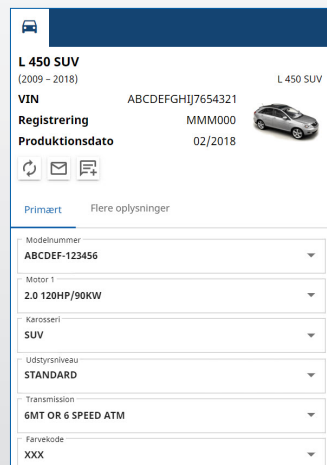 L 450 SUV
(2009 – 2018)
L 450 SUV
VIN ABCDEFGHIJ7654321
Registrering MMM000
Produktionsdato 02/2018
Primært Flere oplysninger
Modelnummer
ABCDEF-123456
Motor 1
2.0 120HP/90KW
Karosseri
SUV
Udstyrsniveau
STANDARD
Transmission
6MT OR 6 SPEED ATM
Farvekode
XXX